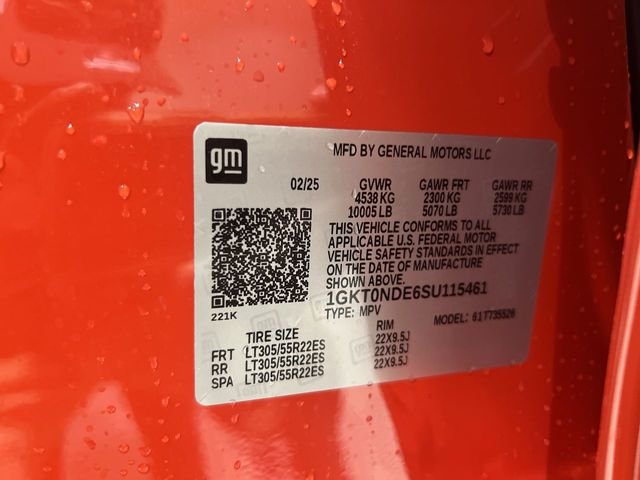 gm
MFD BY GENERAL MOTORS LLC
02/25 GVWR GAWR FRT GAWR RR
4538 KG 2300 KG 2599 KG
10005 LB 5070 LB 5730 LB
THIS VEHICLE CONFORMS TO ALL
APPLICABLE U.S. FEDERAL MOTOR
VEHICLE SAFETY STANDARDS IN EFFECT
ON THE DATE OF MANUFACTURE
SHOWN ABOVE.
1GKT0NDE6SU115461
221K
TYPE: MPV MODEL: 61TT35526
TIRE SIZE RIM
FRT LT305/55R22ES 22X9.5J
RR LT305/55R22ES 22X9.5J
SPA LT305/55R22ES 22X9.5J